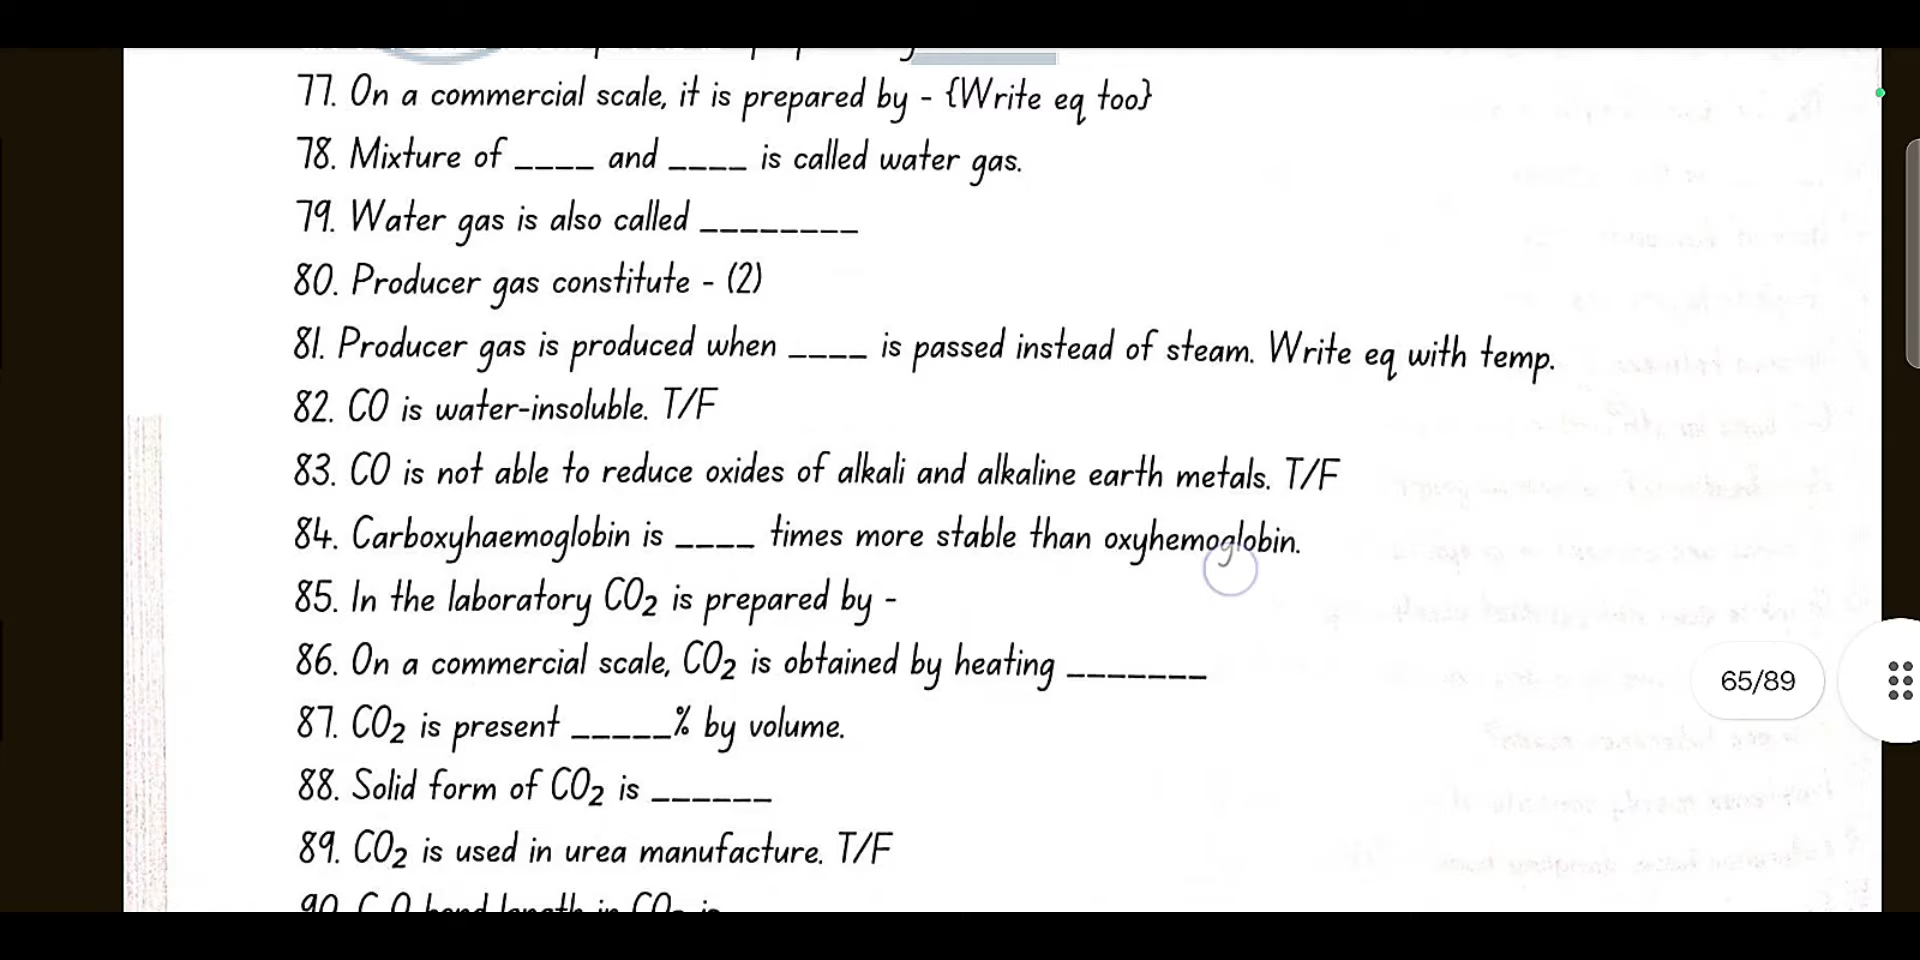 77. On a commercial scale, it is prepared by - {Write eq too}
78. Mixture of ____ and ____ is called water gas.
79. Water gas is also called ________
80. Producer gas constitute - (2)
81. Producer gas is produced when ____ is passed instead of steam. Write eq with temp.
82. CO is water-insoluble. T/F
83. CO is not able to reduce oxides of alkali and alkaline earth metals. T/F
84. Carboxyhaemoglobin is ____ times more stable than oxyhemoglobin.
85. In the laboratory CO₂ is prepared by -
86. On a commercial scale, CO₂ is obtained by heating _______
65/89
87. CO₂ is present _____% by volume.
88. Solid form of CO₂ is ______
89. CO₂ is used in urea manufacture. T/F
90. C-O bond length in CO₂ is